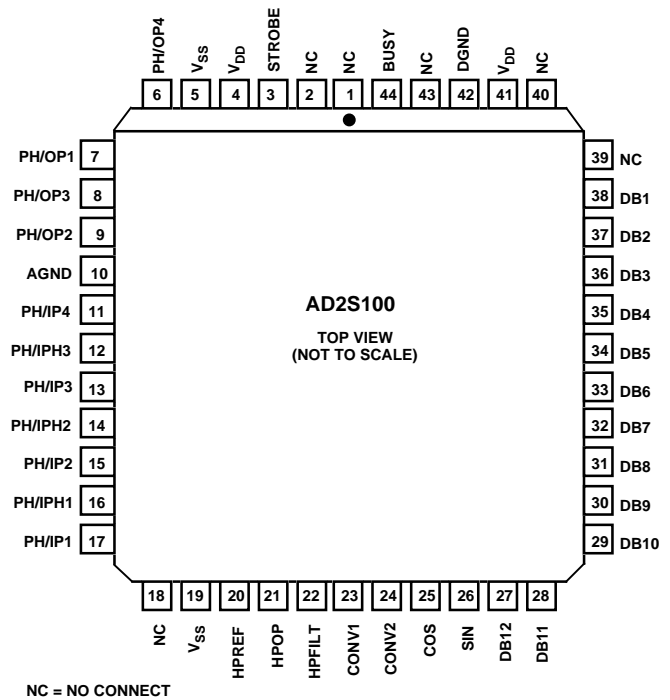 PH/OP4
VSS
VDD
STROBE
NC
NC
BUSY
NC
DGND
VDD
NC
6 5 4 3 2 1 44 43 42 41 40
PH/OP1 7
PH/OP3 8
PH/OP2 9
AGND 10
PH/IP4 11
PH/IPH3 12
PH/IP3 13
PH/IPH2 14
PH/IP2 15
PH/IPH1 16
PH/IP1 17
AD2S100
TOP VIEW
(NOT TO SCALE)
39 NC
38 DB1
37 DB2
36 DB3
35 DB4
34 DB5
33 DB6
32 DB7
31 DB8
30 DB9
29 DB10
18 19 20 21 22 23 24 25 26 27 28
NC
VSS
HPREF
HPOP
HPFILT
CONV1
CONV2
COS
SIN
DB12
DB11
NC = NO CONNECT